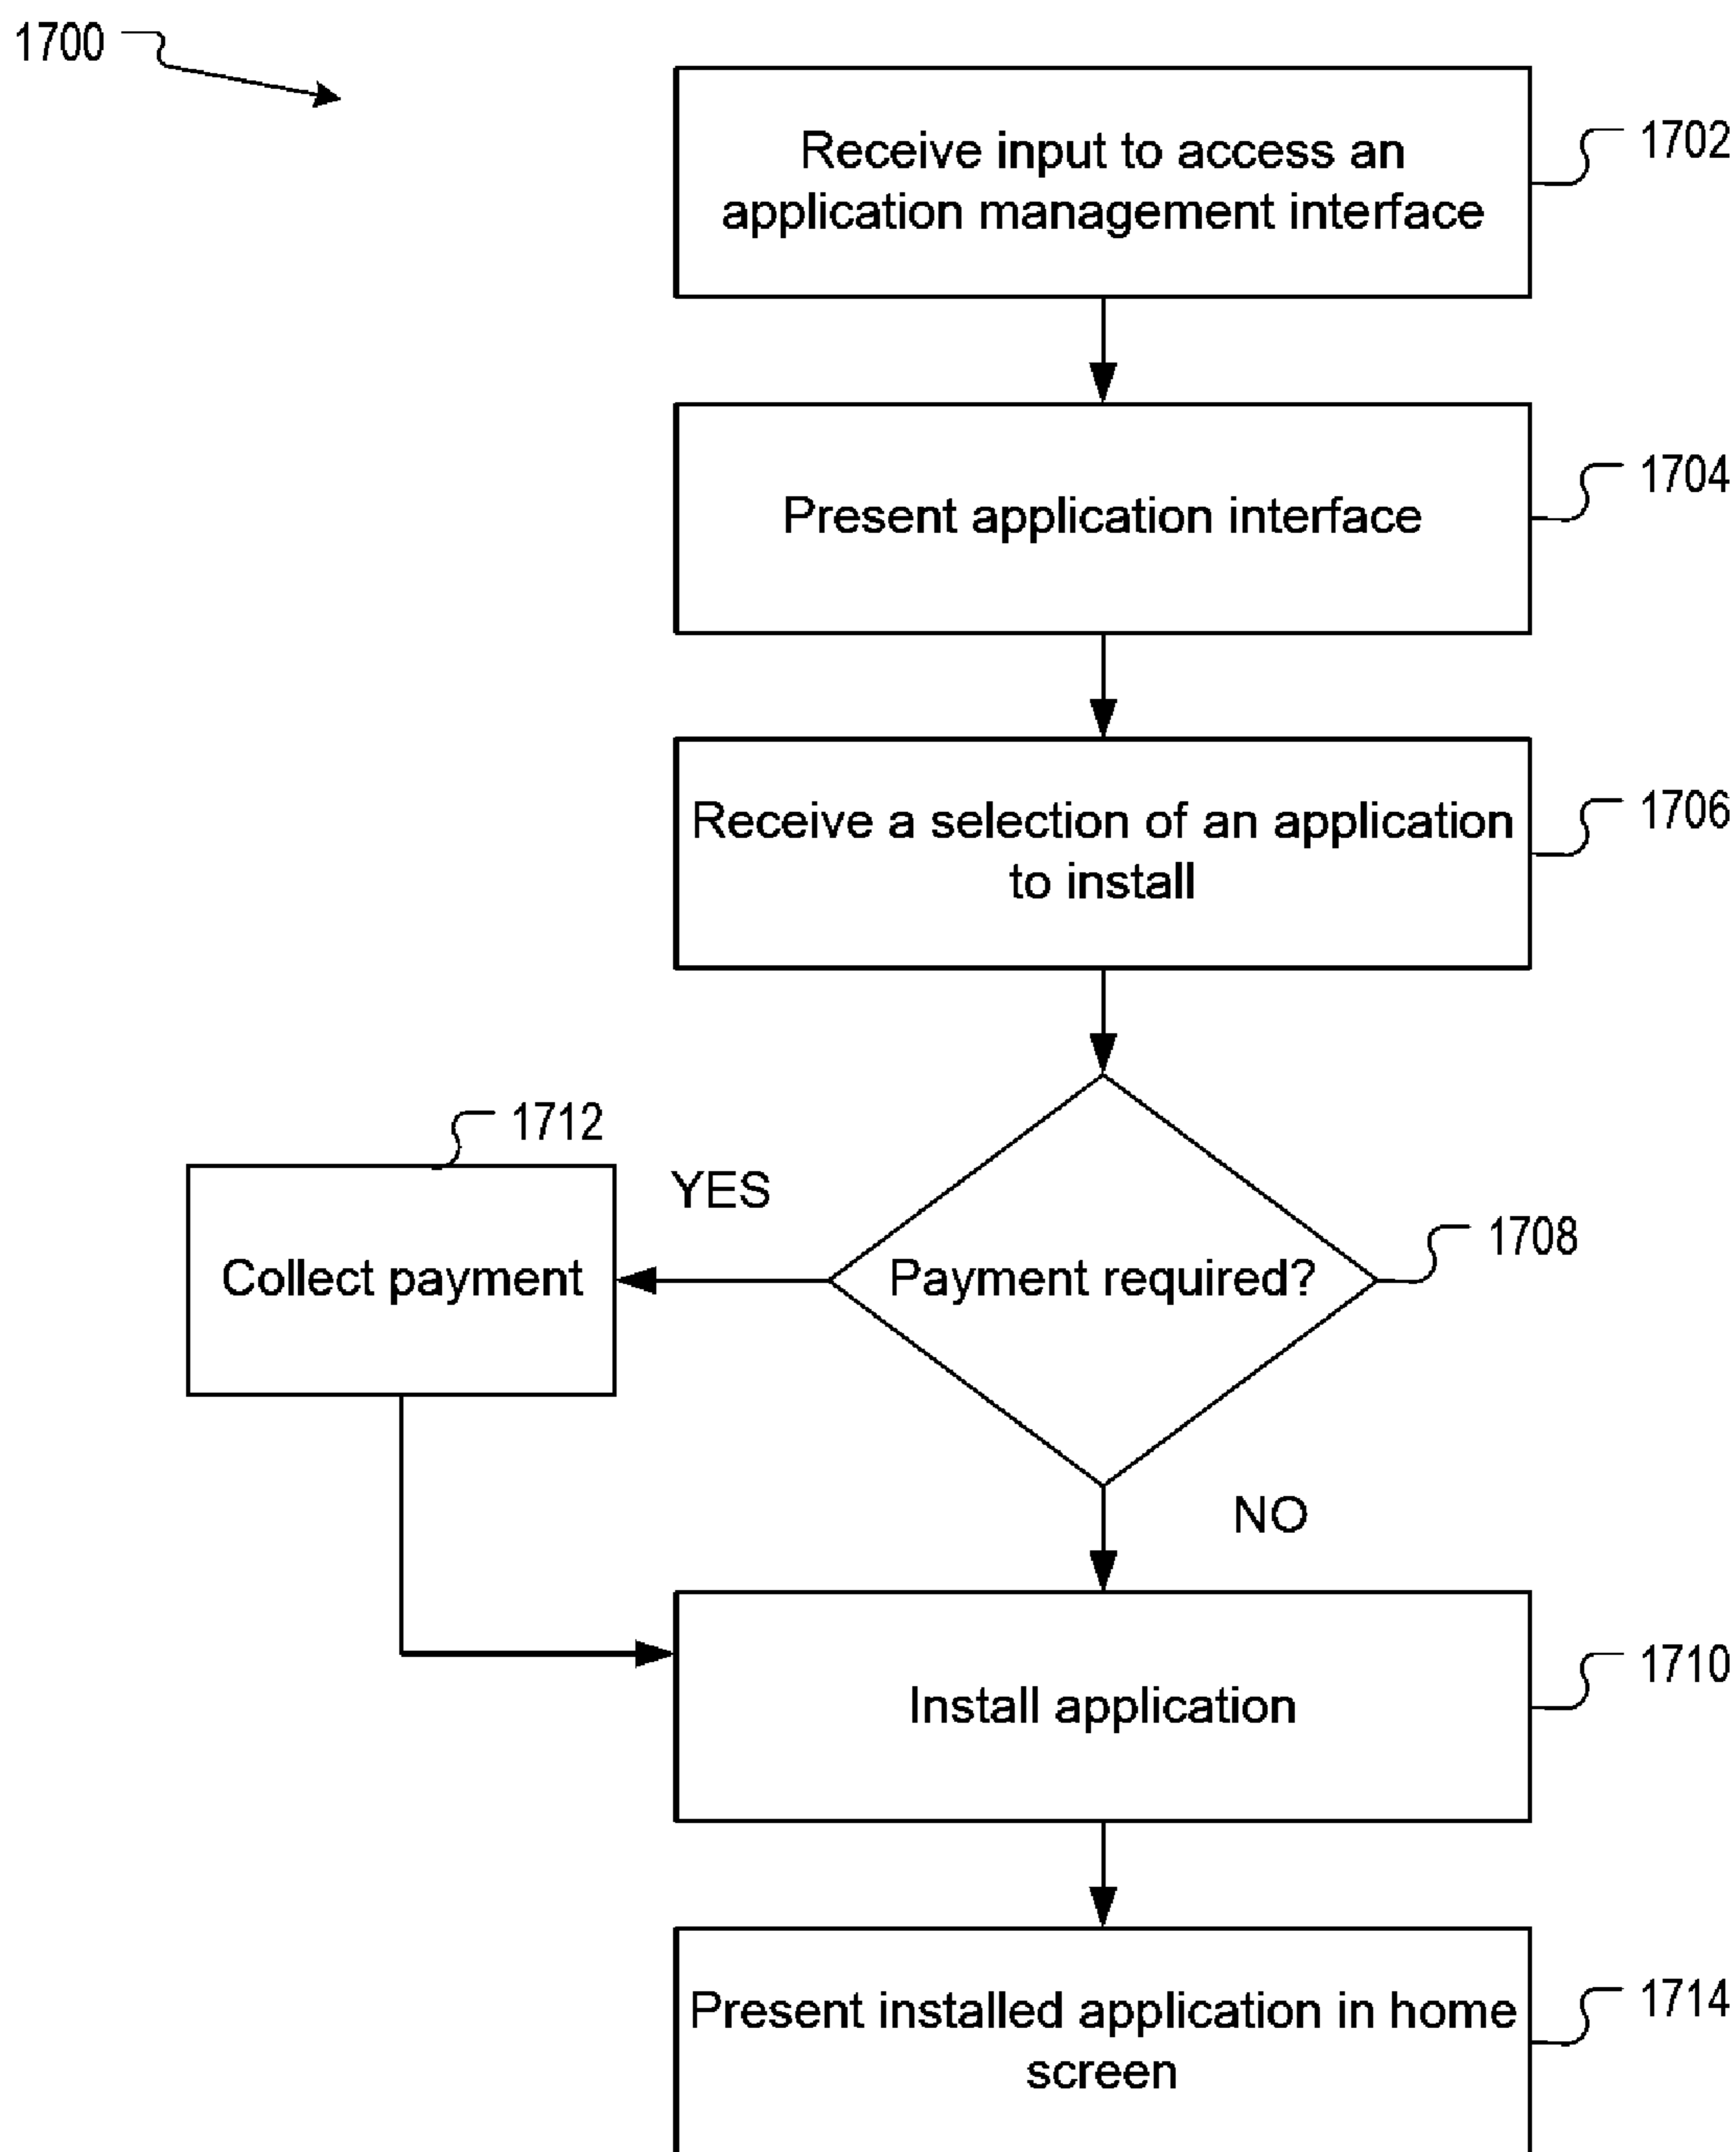 1700
Receive input to access an
application management interface
1702
Present application interface
1704
Receive a selection of an application
to install
1706
1712
YES
Collect payment
Payment required?
1708
NO
Install application
1710
Present installed application in home
screen
1714